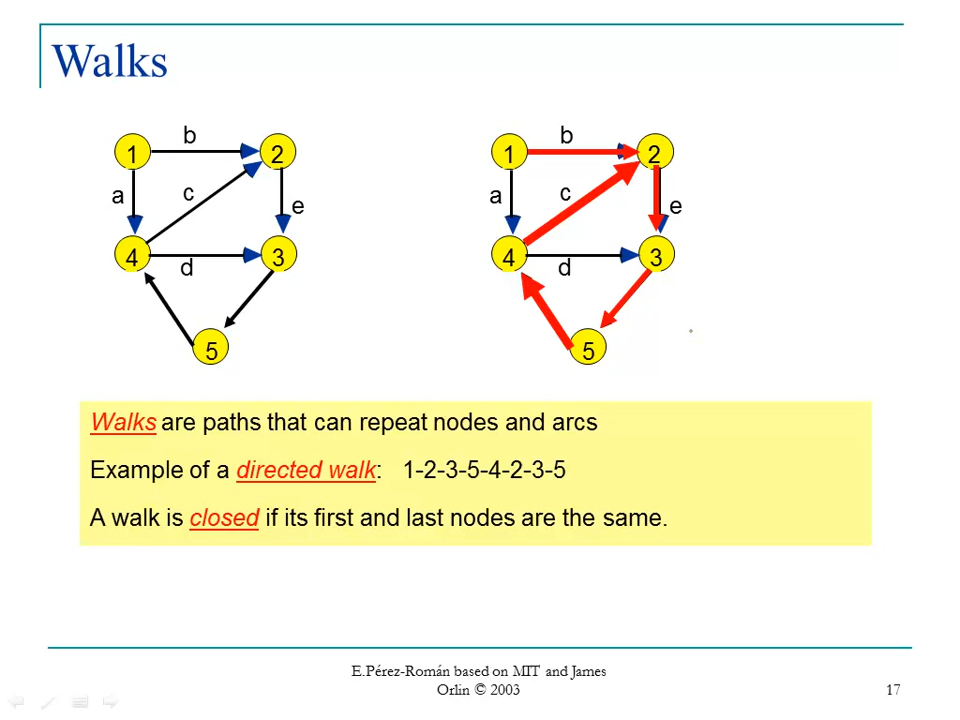 Walks
b
1
2
a
c
e
4
3
d
5
b
1
2
a
c
e
4
3
d
5
Walks are paths that can repeat nodes and arcs
Example of a directed walk: 1-2-3-5-4-2-3-5
A walk is closed if its first and last nodes are the same.
E.Pérez-Román based on MIT and James
Orlin © 2003
17